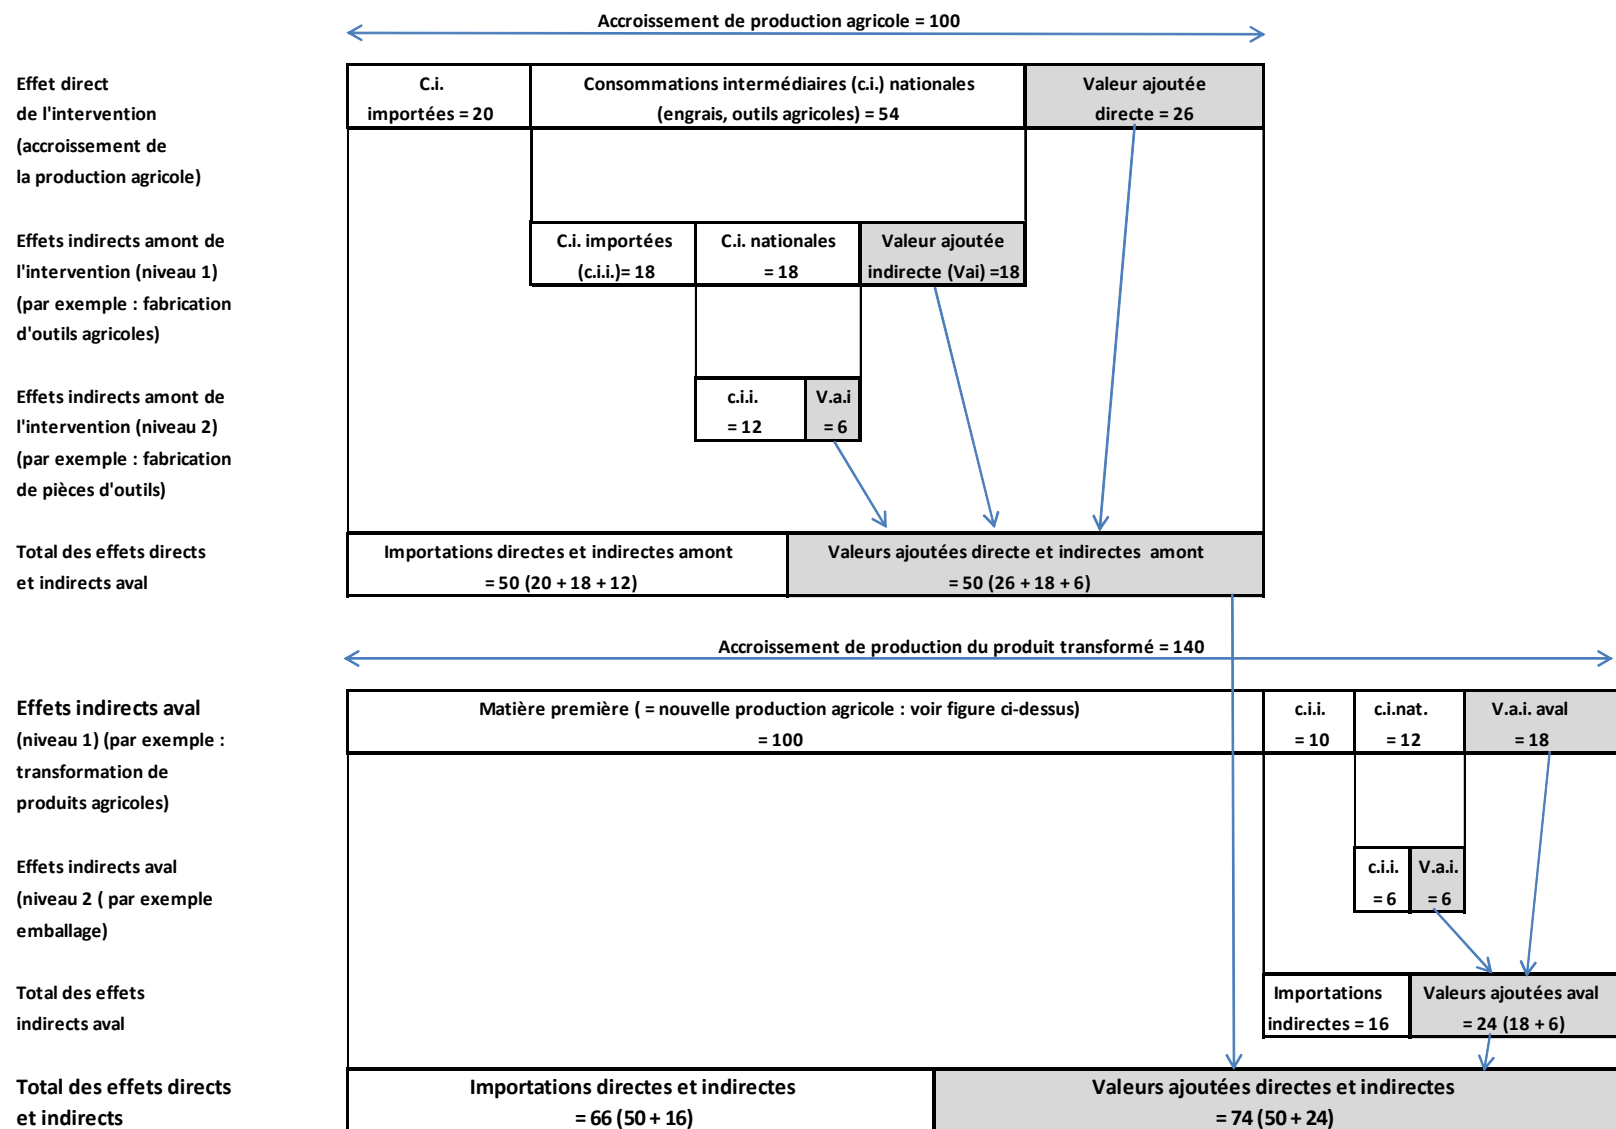 Accroissement de production agricole = 100
Effet direct
de l'intervention
(accroissement de
la production agricole)
C.i.
importées = 20
Consommations intermédiaires (c.i.) nationales
(engrais, outils agricoles) = 54
Valeur ajoutée
directe = 26
Effets indirects amont de
l'intervention (niveau 1)
(par exemple : fabrication
d'outils agricoles)
C.i. importées
(c.i.i.)= 18
C.i. nationales
= 18
Valeur ajoutée
indirecte (Vai) =18
Effets indirects amont de
l'intervention (niveau 2)
(par exemple : fabrication
de pièces d'outils)
c.i.i.
= 12
V.a.i
= 6
Total des effets directs
et indirects aval
Importations directes et indirectes amont
= 50 (20 + 18 + 12)
Valeurs ajoutées directe et indirectes amont
= 50 (26 + 18 + 6)
Accroissement de production du produit transformé = 140
Effets indirects aval
(niveau 1) (par exemple :
transformation de
produits agricoles)
Matière première ( = nouvelle production agricole : voir figure ci-dessus)
= 100
c.i.i.
= 10
c.i.nat.
= 12
V.a.i. aval
= 18
Effets indirects aval
(niveau 2 ( par exemple
emballage)
c.i.i.
= 6
V.a.i.
= 6
Total des effets
indirects aval
Importations
indirectes = 16
Valeurs ajoutées aval
= 24 (18 + 6)
Total des effets directs
et indirects
Importations directes et indirectes
= 66 (50 + 16)
Valeurs ajoutées directes et indirectes
= 74 (50 + 24)